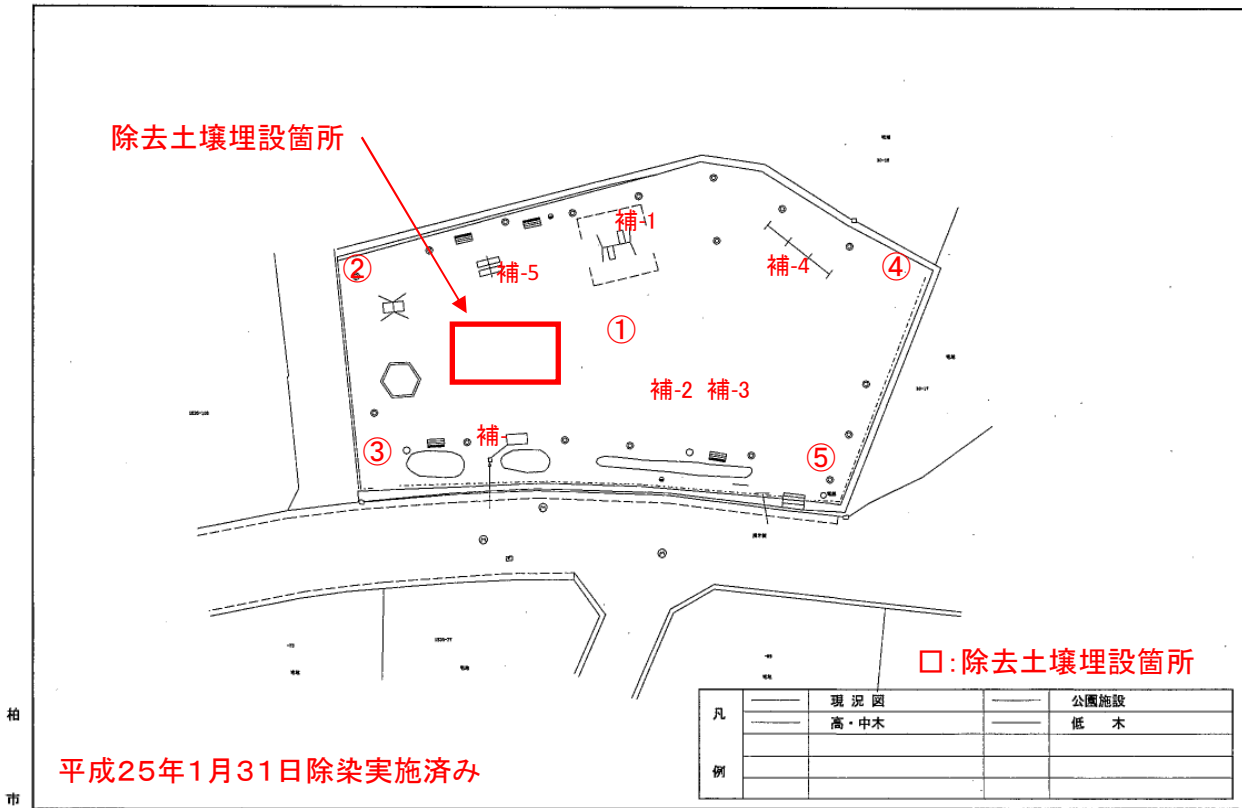 除去土壌埋設箇所
補-1
②
補-5
補-4
④
①
補-2 補-3
③
補-
⑤
□:除去土壌埋設箇所
凡例
現況図
公園施設
高・中木
低木
平成25年1月31日除染実施済み
柏市